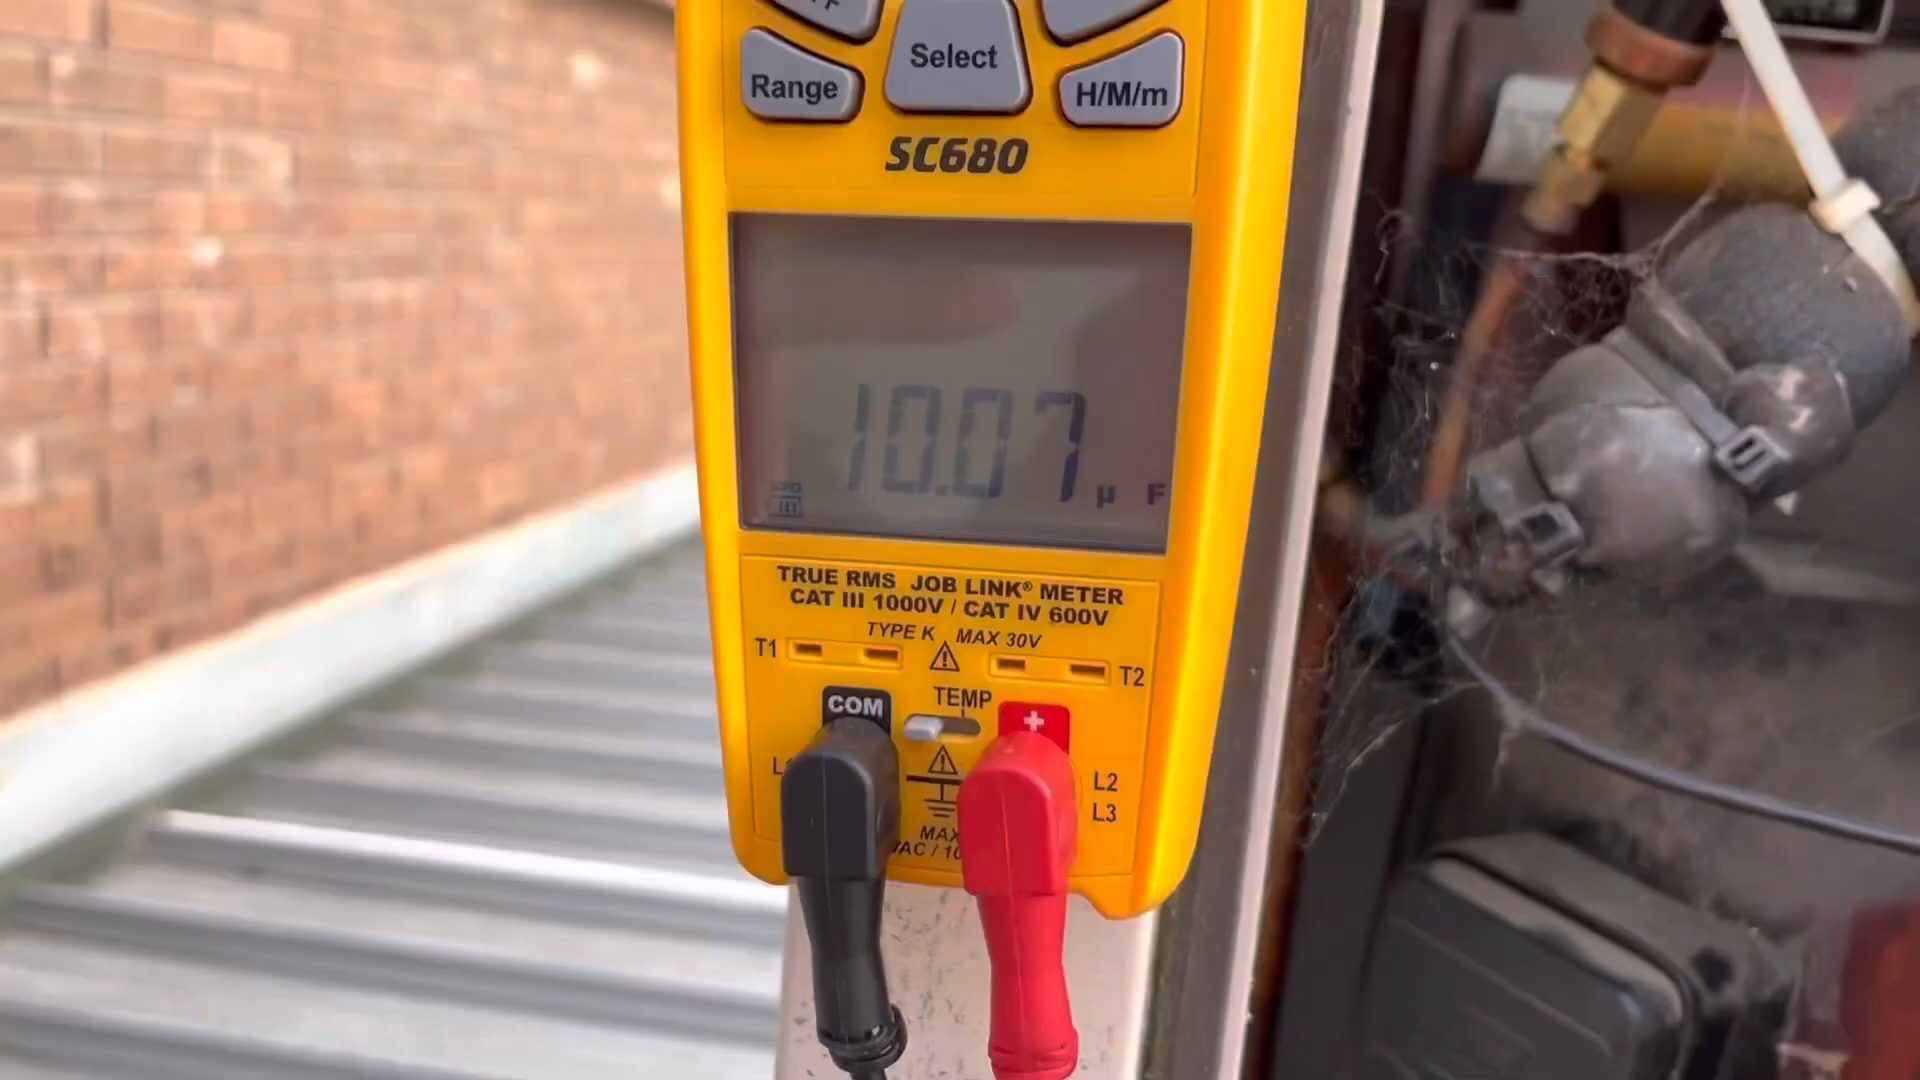 Select
Range
H/M/m
SC680
10.07 µ F
TRUE RMS JOB LINK® METER
CAT III 1000V / CAT IV 600V
TYPE K MAX 30V
T1
T2
TEMP
COM
+
L2
L3
MAX